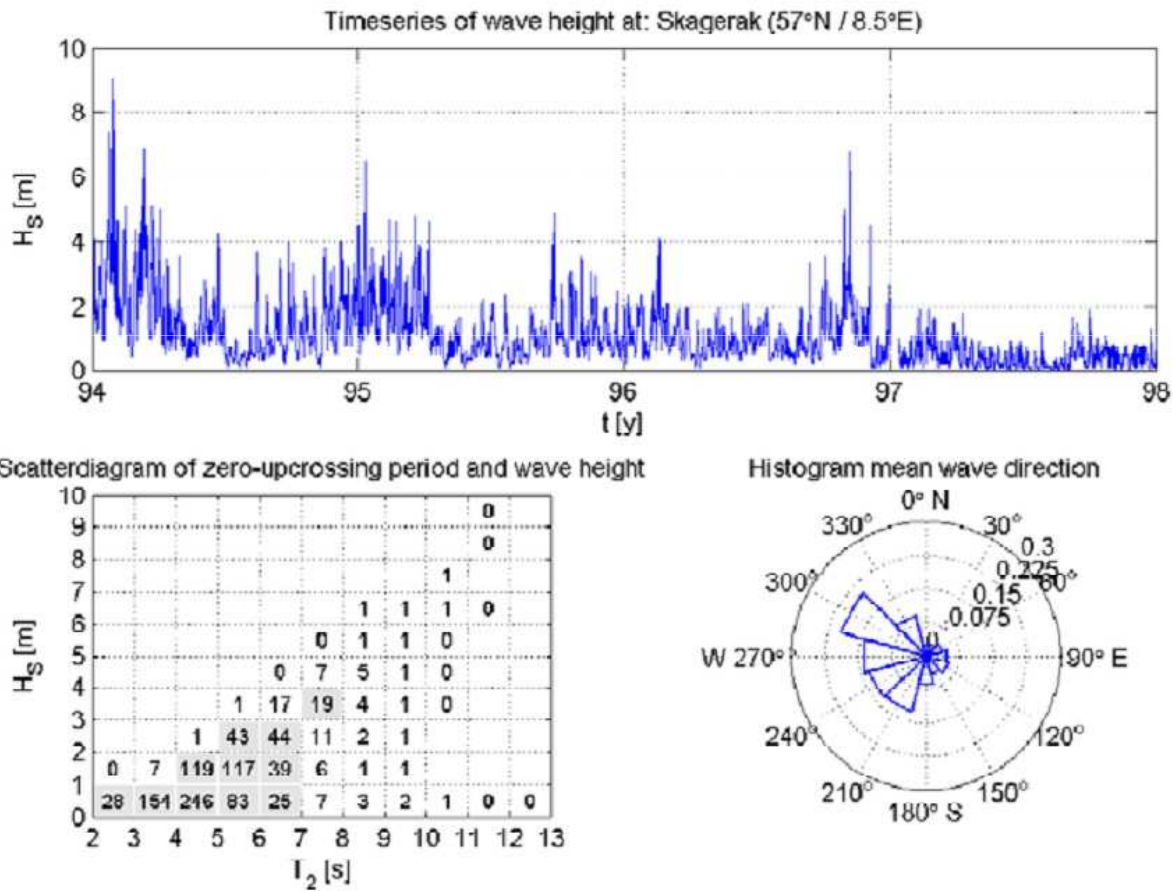 Timeseries of wave height at: Skagerak (57°N / 8.5°E)
10
8
6
4
2
0
H_S [m]
94 95 96 97 98
t [y]
Scatterdiagram of zero-upcrossing period and wave height
10
9
8
7
6
5
4
3
2
1
0
H_S [m]
0
0
1
1 1 1 0
0 1 1 0
0 7 5 1 0
1 17 19 4 1 0
1 43 44 11 2 1
0 7 119 117 39 6 1 1
28 154 246 83 25 7 3 2 1 0 0
2 3 4 5 6 7 8 9 10 11 12 13
T_2 [s]
Histogram mean wave direction
0° N
330° 30°
0.3
300° 0.225 60°
0.15
0.075
0
W 270° 90° E
240° 120°
210° 150°
180° S